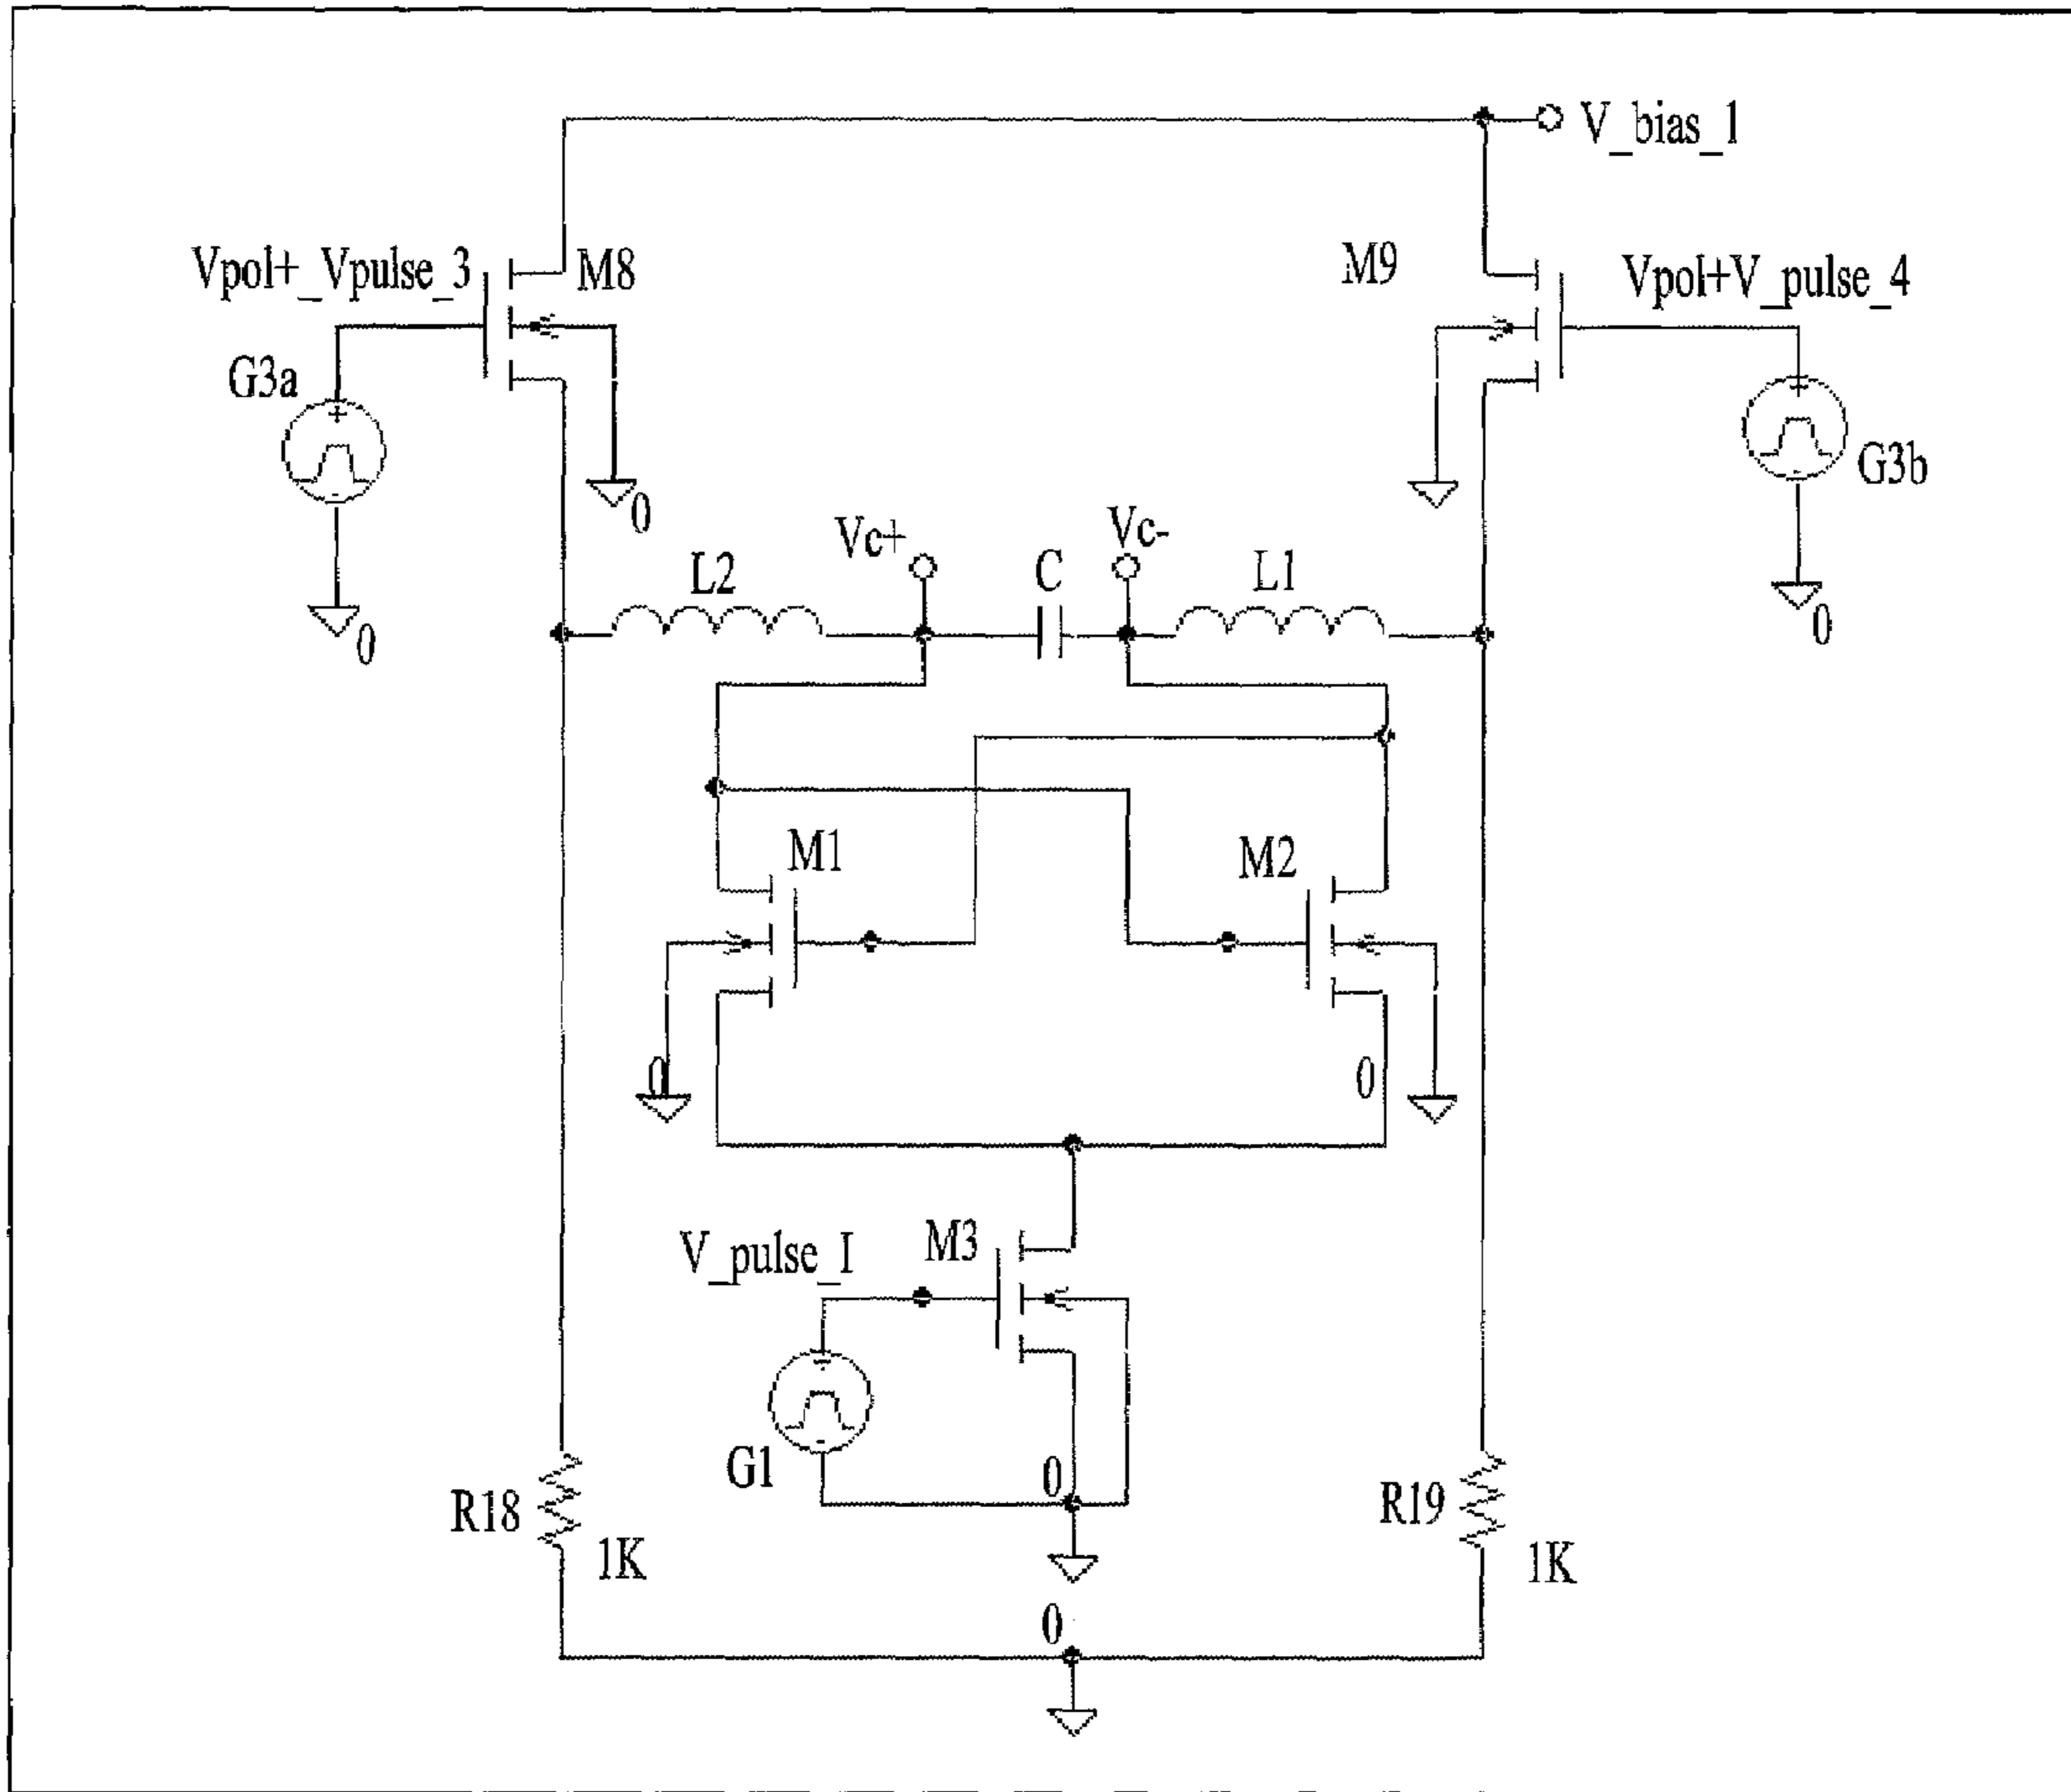 V_bias_1
Vpol+_Vpulse_3
M8
M9
Vpol+V_pulse_4
G3a
G3b
0
Vc+
Vc-
L2
C
L1
0
0
M1
M2
0
0
V_pulse_I
M3
G1
0
R18
1K
R19
1K
0